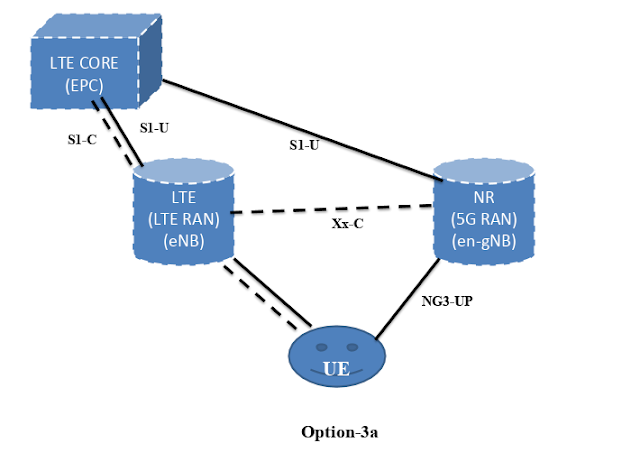 LTE CORE
(EPC)
S1-C
S1-U
S1-U
LTE
(LTE RAN)
(eNB)
Xx-C
NR
(5G RAN)
(en-gNB)
NG3-UP
UE
Option-3a